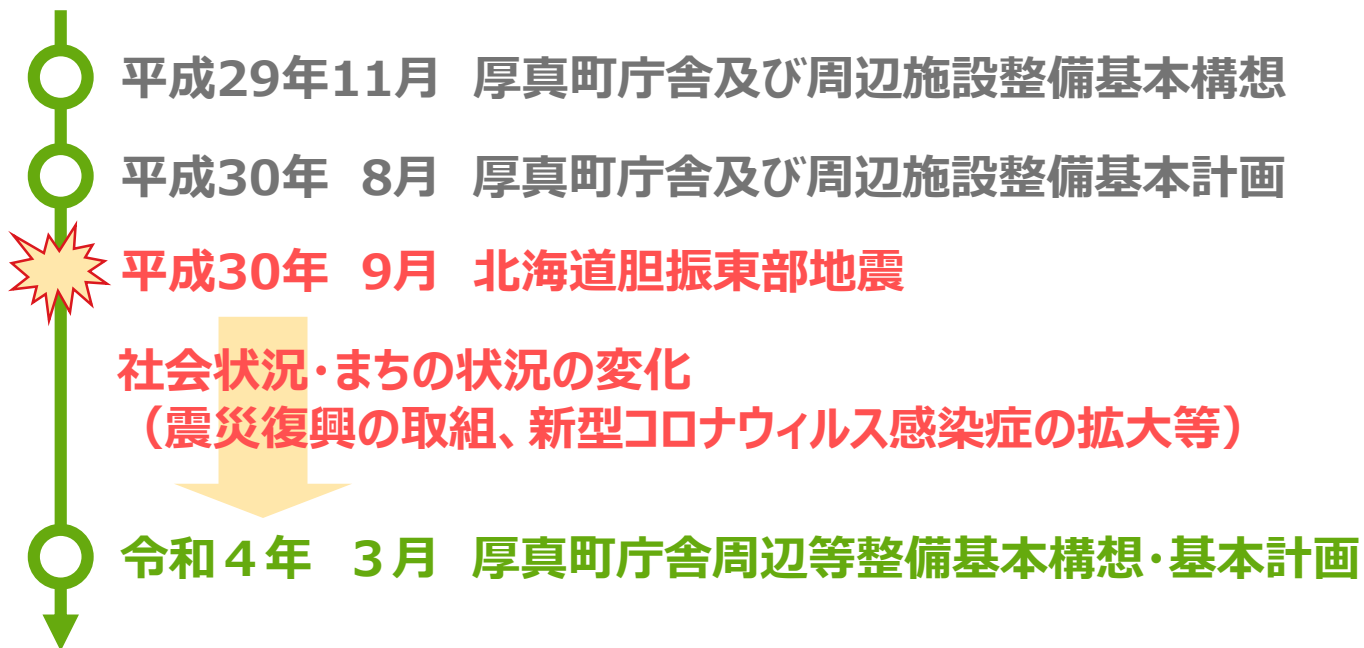 平成29年11月 厚真町庁舎及び周辺施設整備基本構想
平成30年 8月 厚真町庁舎及び周辺施設整備基本計画
平成30年 9月 北海道胆振東部地震
社会状況・まちの状況の変化
（震災復興の取組、新型コロナウィルス感染症の拡大等）
令和４年 ３月 厚真町庁舎周辺等整備基本構想・基本計画